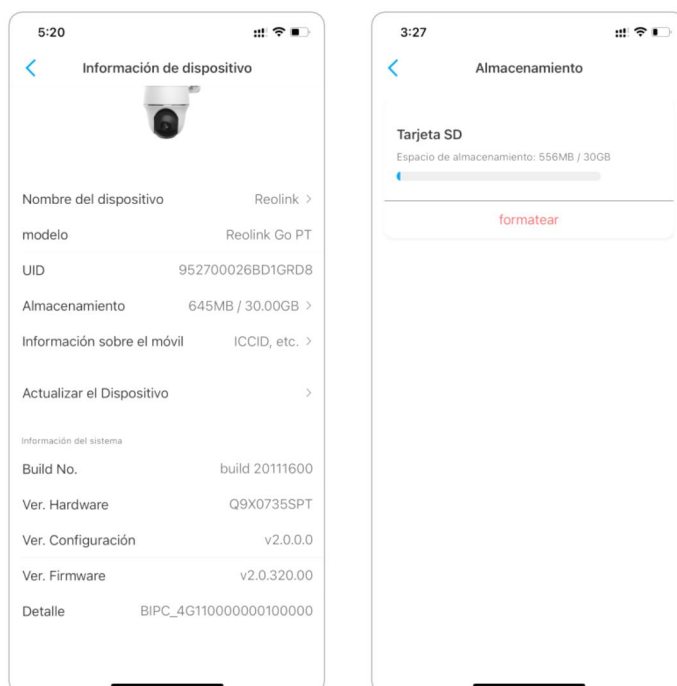 5:20
Información de dispositivo
Nombre del dispositivo Reolink
modelo Reolink Go PT
UID 952700026BD1GRD8
Almacenamiento 645MB / 30.00GB
Información sobre el móvil ICCID, etc.
Actualizar el Dispositivo
Información del sistema
Build No. build 20111600
Ver. Hardware Q9X0735SPT
Ver. Configuración v2.0.0.0
Ver. Firmware v2.0.320.00
Detalle BIPC_4G110000000100000
3:27
Almacenamiento
Tarjeta SD
Espacio de almacenamiento: 556MB / 30GB
formatear